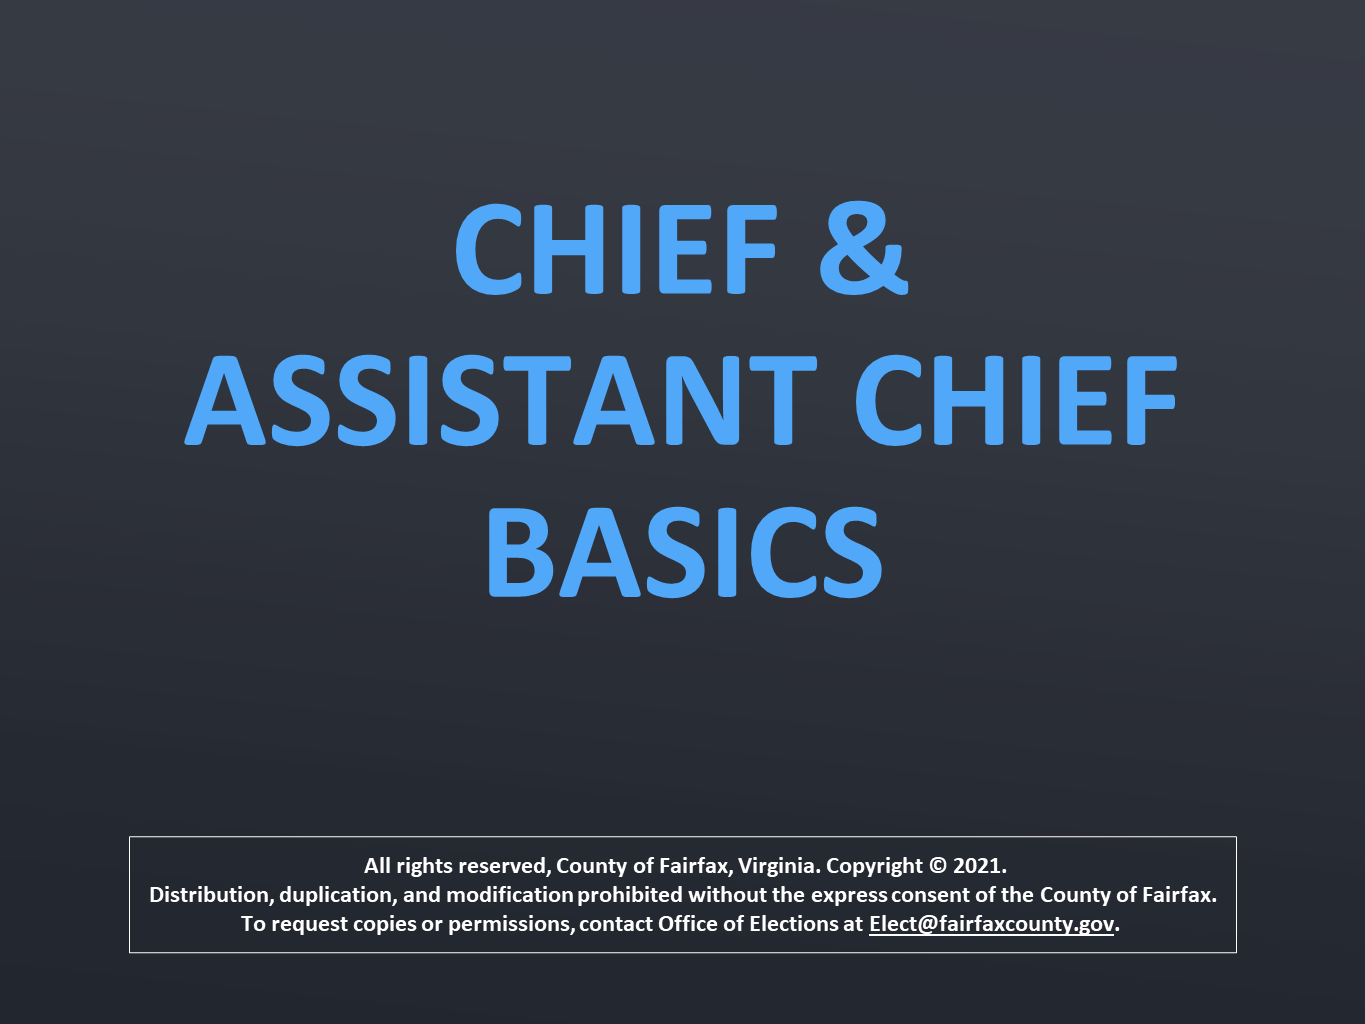 CHIEF &
ASSISTANT CHIEF
BASICS
All rights reserved, County of Fairfax, Virginia. Copyright © 2021.
Distribution, duplication, and modification prohibited without the express consent of the County of Fairfax.
To request copies or permissions, contact Office of Elections at Elect@fairfaxcounty.gov.